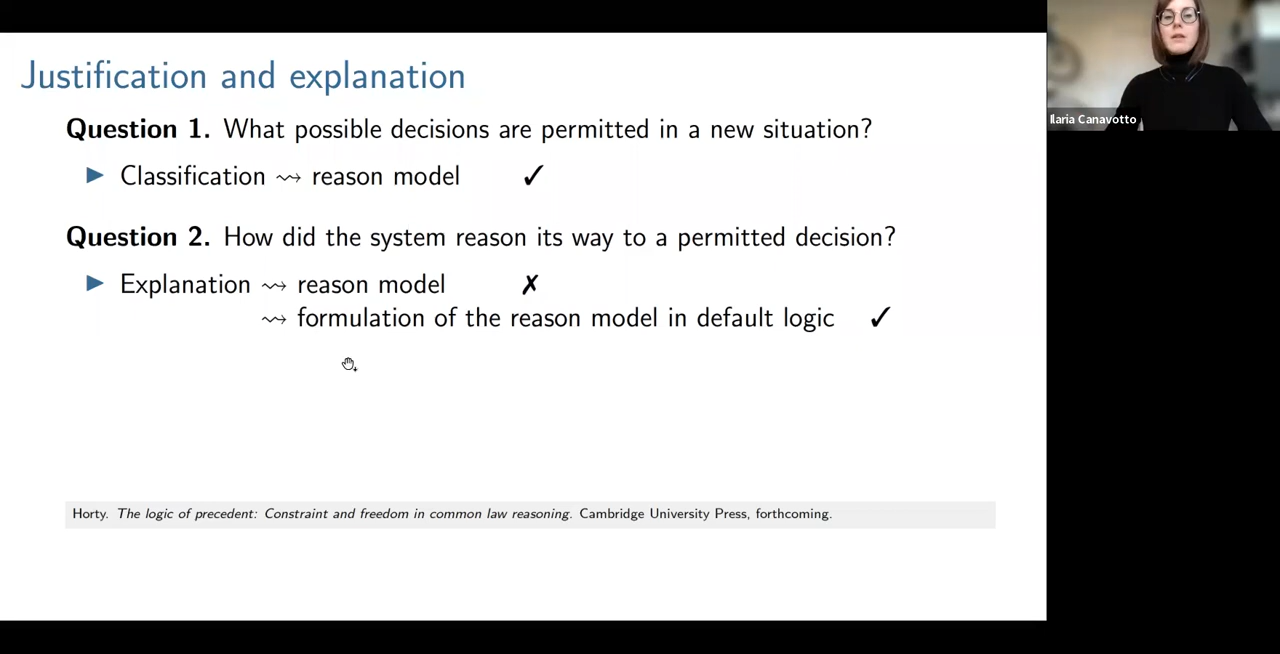 Justification and explanation
Question 1. What possible decisions are permitted in a new situation?
▶ Classification ⇝ reason model ✓
Question 2. How did the system reason its way to a permitted decision?
▶ Explanation ⇝ reason model ✗
⇝ formulation of the reason model in default logic ✓
Horty. The logic of precedent: Constraint and freedom in common law reasoning. Cambridge University Press, forthcoming.
Ilaria Canavotto